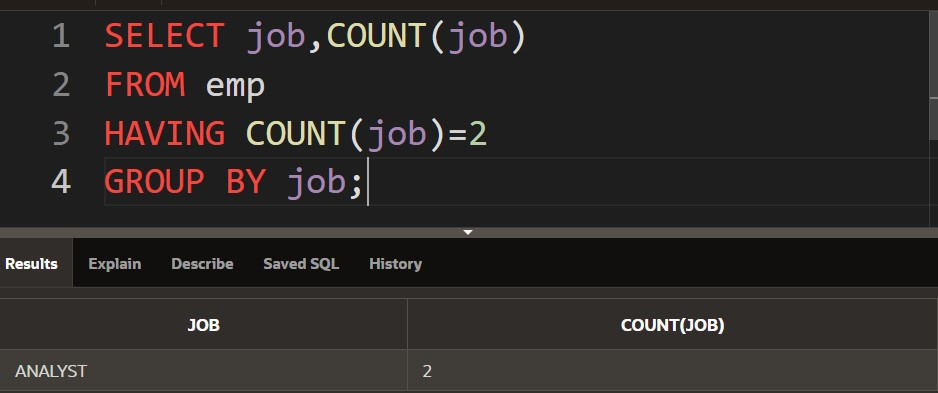 1 SELECT job,COUNT(job)
2 FROM emp
3 HAVING COUNT(job)=2
4 GROUP BY job;
Results Explain Describe Saved SQL History
JOB COUNT(JOB)
ANALYST 2